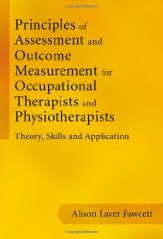 Principles of
Assessment and
Outcome
Measurement for
Occupational
Therapists and
Physiotherapists
Theory, Skills and Application
Alison Laver Fawcett